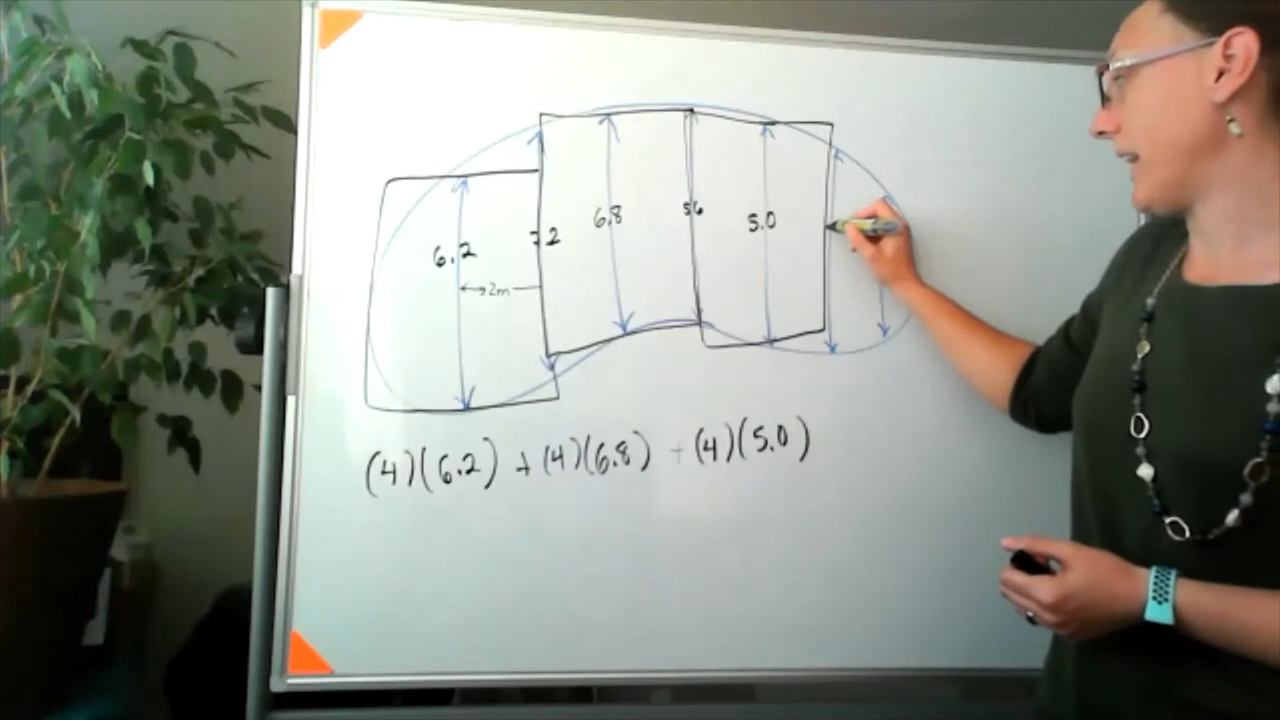 6.2
7.2
6.8
5.6
5.0
2m
(4)(6.2) + (4)(6.8) + (4)(5.0)